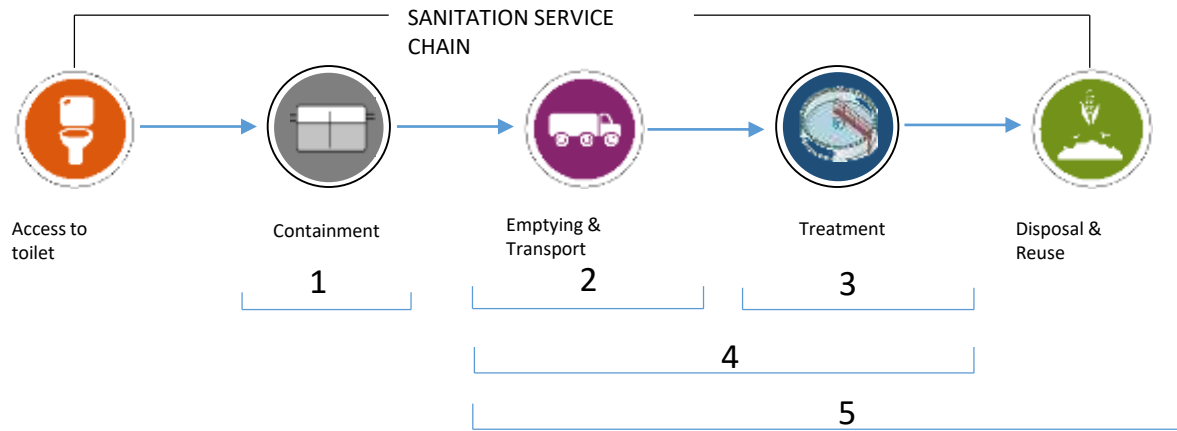 SANITATION SERVICE
CHAIN
Access to
toilet
Containment
Emptying &
Transport
Treatment
Disposal &
Reuse
1
2
3
4
5